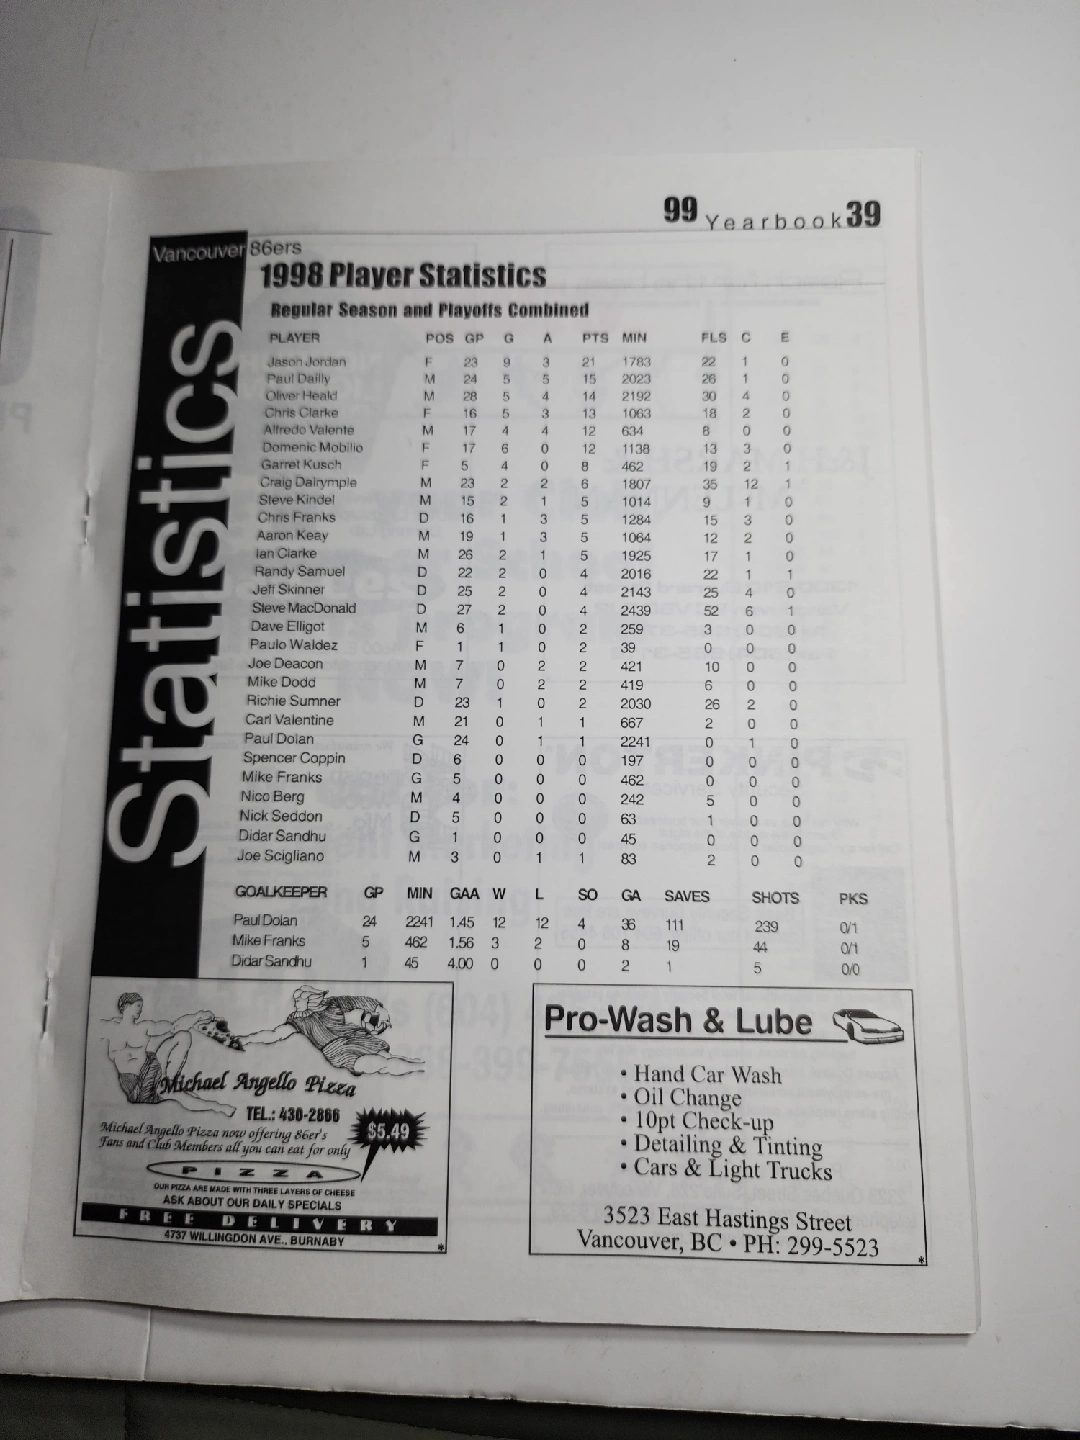 99 Yearbook 39
Vancouver 86ers
Statistics
1998 Player Statistics
Regular Season and Playoffs Combined
PLAYER POS GP G A PTS MIN FLS C E
Jason Jordan F 23 9 3 21 1783 22 1 0
Paul Dailly M 24 5 5 15 2023 26 1 0
Oliver Heald M 28 5 4 14 2192 30 4 0
Chris Clarke F 16 5 3 13 1063 18 2 0
Alfredo Valente M 17 4 4 12 634 8 0 0
Domenic Mobilio F 17 6 0 12 1138 13 3 0
Garret Kusch F 5 4 0 8 462 19 2 1
Craig Dalrymple M 23 2 2 6 1807 35 12 1
Steve Kindel M 15 2 1 5 1014 9 1 0
Chris Franks D 16 1 3 5 1284 15 3 0
Aaron Keay M 19 1 3 5 1064 12 2 0
Ian Clarke M 26 2 1 5 1925 17 1 0
Randy Samuel D 22 2 0 4 2016 22 1 1
Jeff Skinner D 25 2 0 4 2143 25 4 0
Steve MacDonald D 27 2 0 4 2439 52 6 1
Dave Elligot M 6 1 0 2 259 3 0 0
Paulo Waldez F 1 1 0 2 39 0 0 0
Joe Deacon M 7 0 2 2 421 10 0 0
Mike Dodd M 7 0 2 2 419 6 0 0
Richie Sumner D 23 1 0 2 2030 26 2 0
Carl Valentine M 21 0 1 1 667 2 0 0
Paul Dolan G 24 0 1 1 2241 0 1 0
Spencer Coppin D 6 0 0 0 197 0 0 0
Mike Franks G 5 0 0 0 462 0 0 0
Nico Berg M 4 0 0 0 242 5 0 0
Nick Seddon D 5 0 0 0 63 1 0 0
Didar Sandhu G 1 0 0 0 45 0 0 0
Joe Scigliano M 3 0 1 1 83 2 0 0
GOALKEEPER GP MIN GAA W L SO GA SAVES SHOTS PKS
Paul Dolan 24 2241 1.45 12 12 4 36 111 239 0/1
Mike Franks 5 462 1.56 3 2 0 8 19 44 0/1
Didar Sandhu 1 45 4.00 0 0 0 2 1 5 0/0
Michael Angello Pizza
TEL.: 430-2866
Michael Angello Pizza now offering 86er's
Fans and Club Members all you can eat for only
$5.49
PIZZA
OUR PIZZA ARE MADE WITH THREE LAYERS OF CHEESE
ASK ABOUT OUR DAILY SPECIALS
FREE DELIVERY
4737 WILLINGDON AVE., BURNABY
*
Pro-Wash & Lube
• Hand Car Wash
• Oil Change
• 10pt Check-up
• Detailing & Tinting
• Cars & Light Trucks
3523 East Hastings Street
Vancouver, BC • PH: 299-5523
*